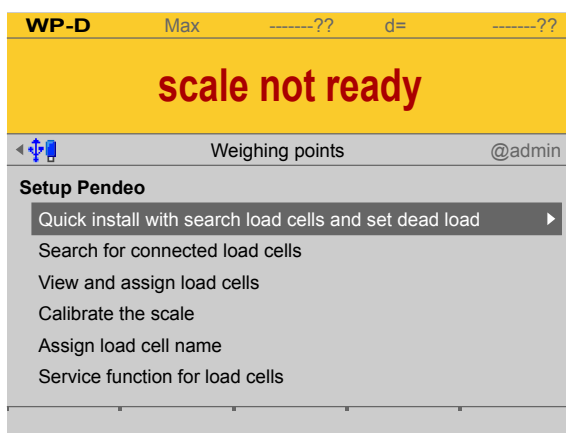 WP-D Max -------?? d= -------??
scale not ready
Weighing points @admin
Setup Pendeo
Quick install with search load cells and set dead load
Search for connected load cells
View and assign load cells
Calibrate the scale
Assign load cell name
Service function for load cells